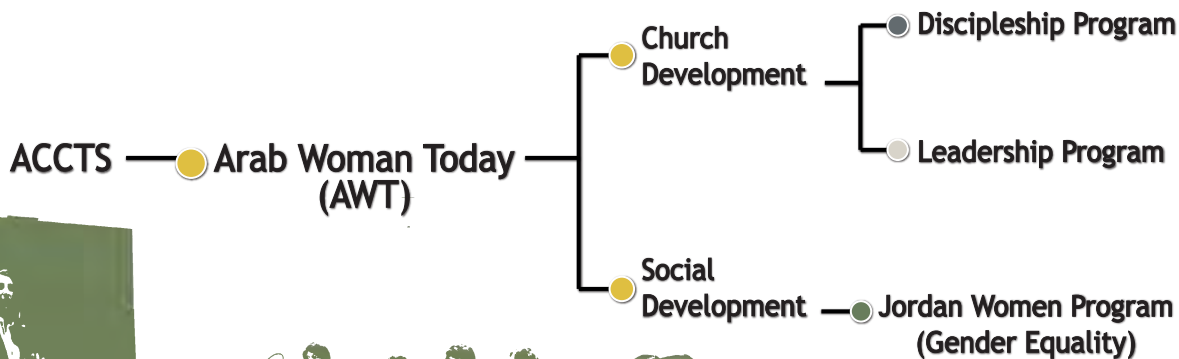 ACCTS
Arab Woman Today
(AWT)
Church
Development
Discipleship Program
Leadership Program
Social
Development
Jordan Women Program
(Gender Equality)